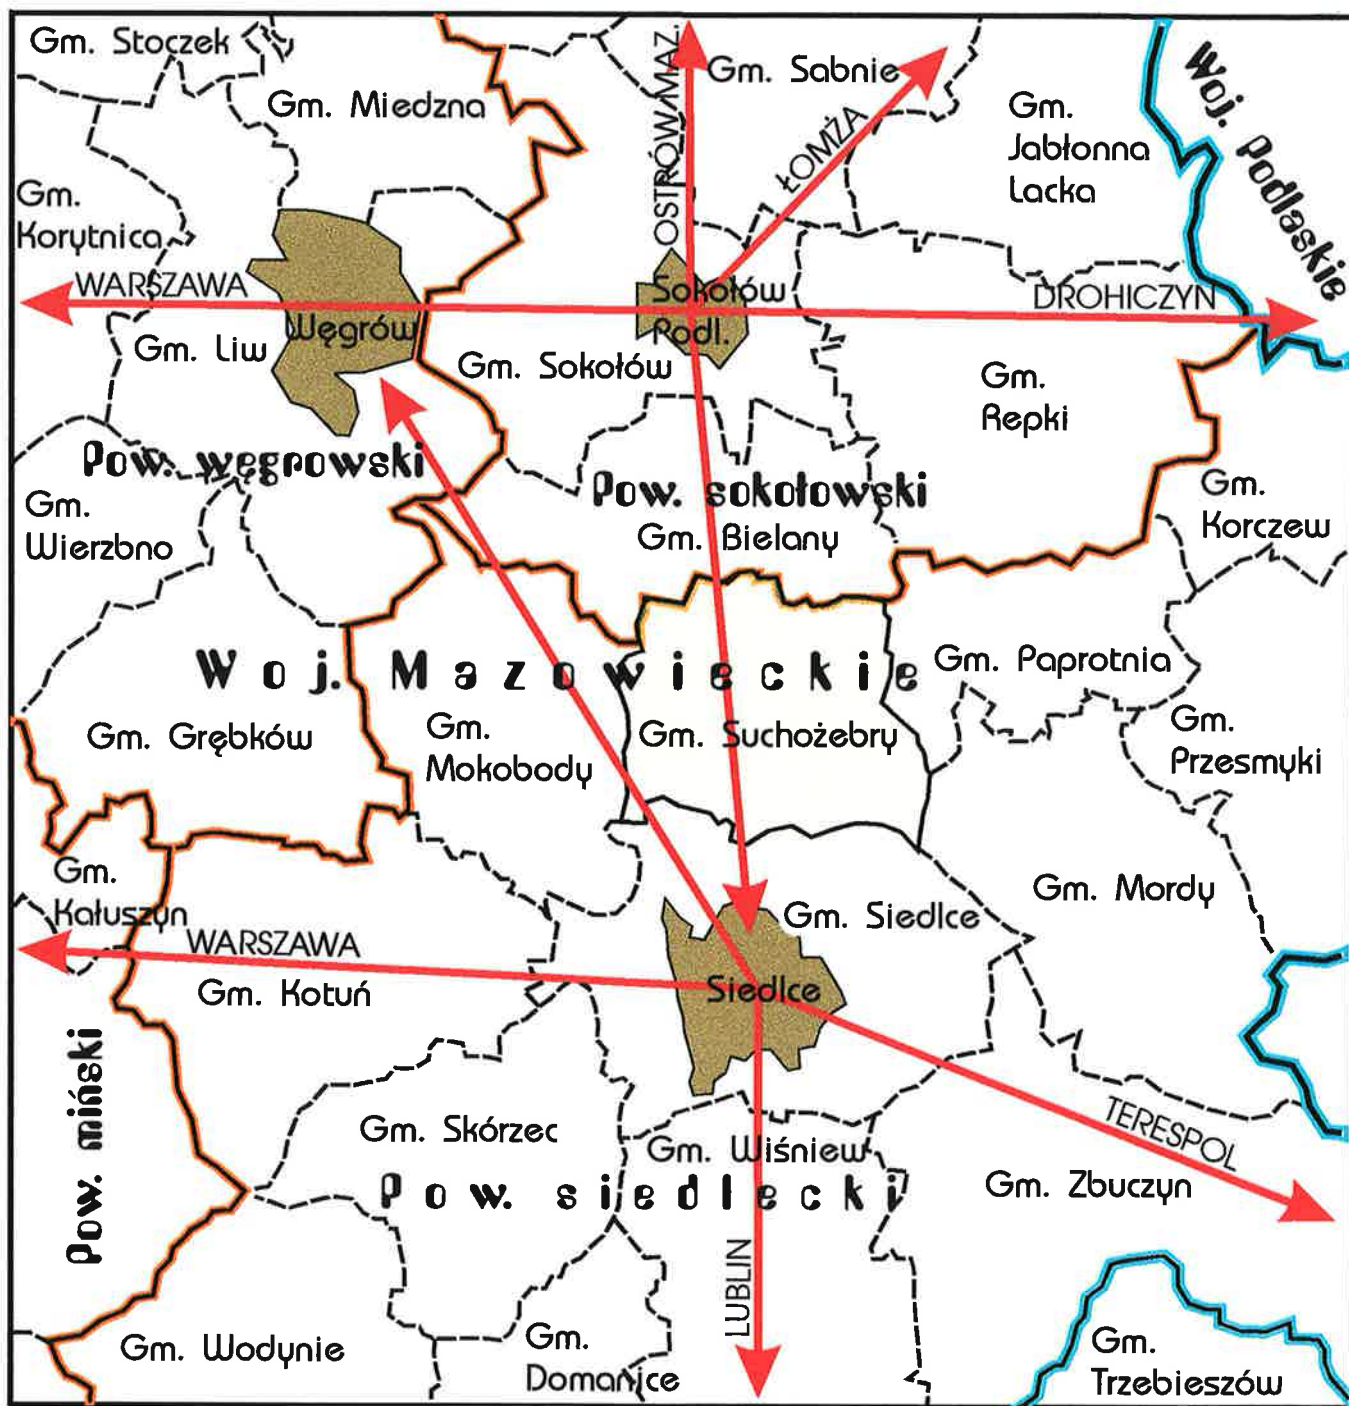 Gm. Stoczek
Gm. Miedzna
OSTRÓW MAZ.
Gm. Sabnie
ŁOMŻA
Gm.
Jabłonna
Lacka
Woj. Podlaskie
Gm.
Korytnica
WARSZAWA
Węgrów
Gm. Liw
Sokołów
Podl.
DROHICZYN
Gm. Sokołów
Gm.
Repki
Pow. węgrowski
Pow. sokołowski
Gm. Bielany
Gm.
Wierzbno
Gm.
Korczew
Woj. Mazowieckie
Gm. Paprotnia
Gm. Grębków
Gm.
Mokobody
Gm. Suchożebry
Gm.
Przesmyki
Gm.
Kałuszyn
Gm. Mordy
Gm. Siedlce
WARSZAWA
Siedlce
Gm. Kotuń
Pow. miński
Gm. Skórzec
Gm. Wiśniew
TERESPOL
Pow. siedlecki
Gm. Zbuczyn
LUBLIN
Gm. Wodynie
Gm.
Domanice
Gm.
Trzebieszów